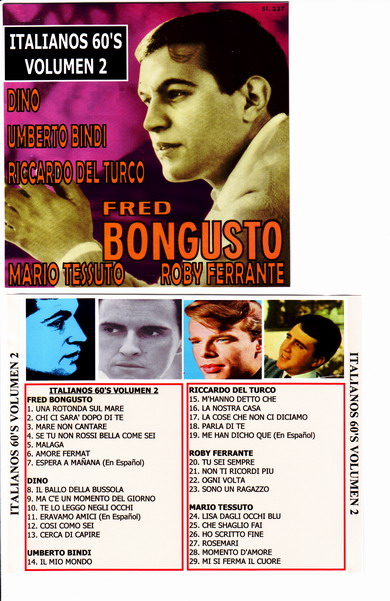 SL 337
ITALIANOS 60'S
VOLUMEN 2
DINO
UMBERTO BINDI
RICCARDO DEL TURCO
FRED
BONGUSTO
MARIO TESSUTO ROBY FERRANTE
ITALIANOS 60'S VOLUMEN 2
ITALIANOS 60'S VOLUMEN 2
FRED BONGUSTO
1. UNA ROTONDA SUL MARE
2. CHI CI SARA' DOPO DI TE
3. MARE NON CANTARE
4. SE TU NON ROSSI BELLA COME SEI
5. MALAGA
6. AMORE FERMAT
7. ESPERA A MAÑANA (En Español)
DINO
8. IL BALLO DELLA BUSSOLA
9. MA C'E UN MOMENTO DEL GIORNO
10. TE LO LEGGO NEGLI OCCHI
11. ERAVAMO AMICI (En Español)
12. COSI COMO SEI
13. CERCA DI CAPIRE
UMBERTO BINDI
14. IL MIO MONDO
RICCARDO DEL TURCO
15. M'HANNO DETTO CHE
16. LA NOSTRA CASA
17. LA COSE CHE NON CI DICIAMO
18. PARLA DI TE
19. ME HAN DICHO QUE (En Español)
ROBY FERRANTE
20. TU SEI SEMPRE
21. NON TI RICORDI PIU
22. OGNI VOLTA
23. SONO UN RAGAZZO
MARIO TESSUTO
24. LISA DAGLI OCCHI BLU
25. CHE SHAGLIO FAI
26. HO SCRITTO FINE
27. ROSEMARI
28. MOMENTO D'AMORE
29. MI SI FERMA IL CUORE
ITALIANOS 60'S VOLUMEN 2